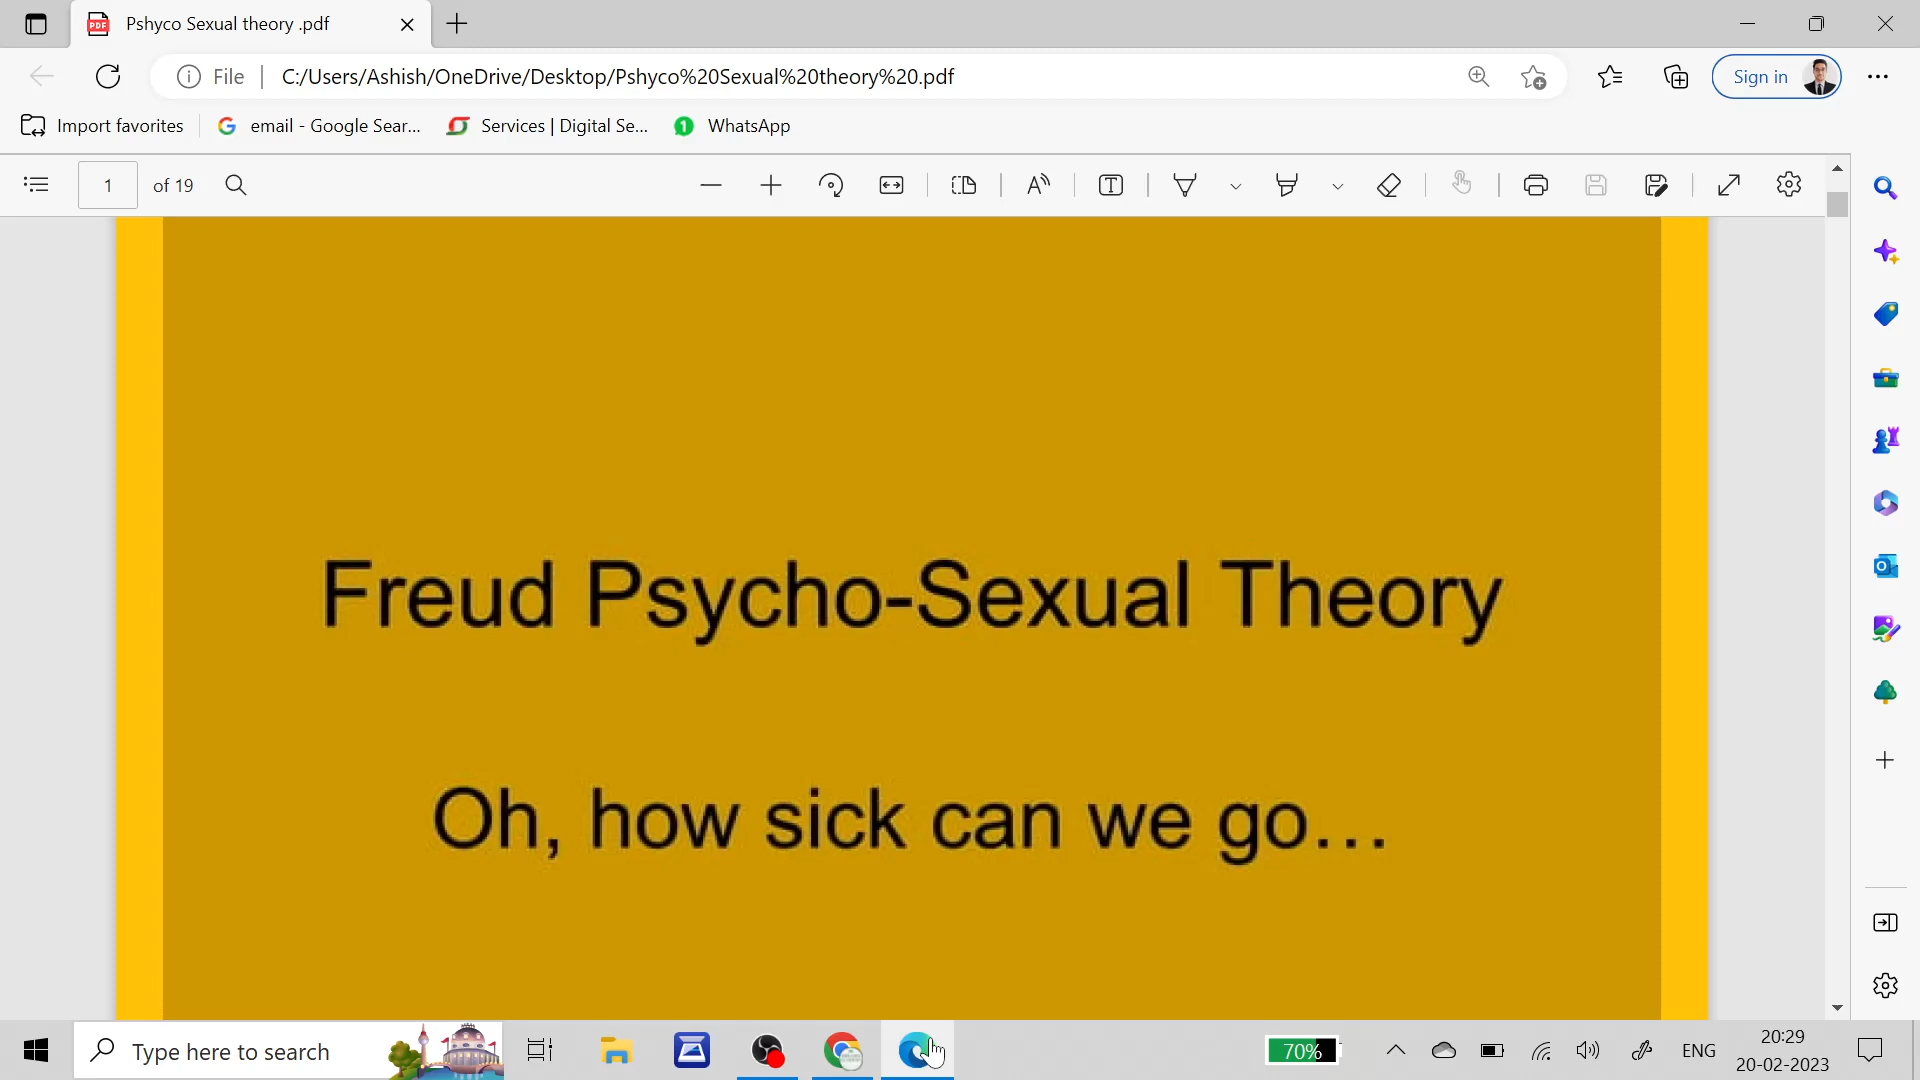 Pshyco Sexual theory .pdf
File
C:/Users/Ashish/OneDrive/Desktop/Pshyco%20Sexual%20theory%20.pdf
Sign in
Import favorites
email - Google Sear...
Services | Digital Se...
WhatsApp
1 of 19
Freud Psycho-Sexual Theory
Oh, how sick can we go...
Type here to search
70%
ENG
20:29
20-02-2023